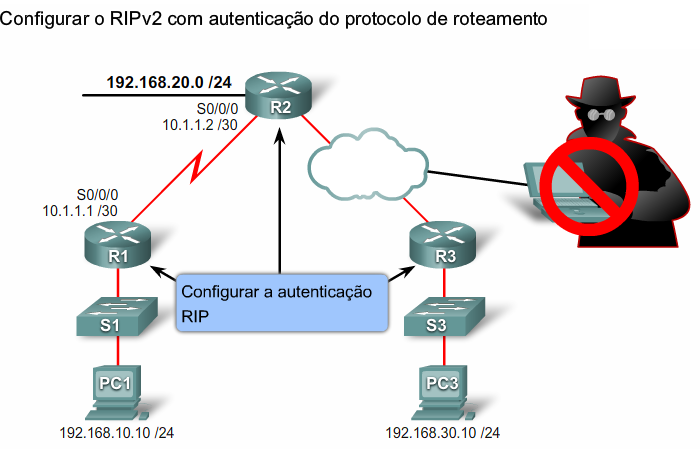 Configurar o RIPv2 com autenticação do protocolo de roteamento
192.168.20.0 /24
S0/0/0
10.1.1.2 /30
R2
S0/0/0
10.1.1.1 /30
R1
R3
Configurar a autenticação
RIP
S1
S3
PC1
PC3
192.168.10.10 /24
192.168.30.10 /24